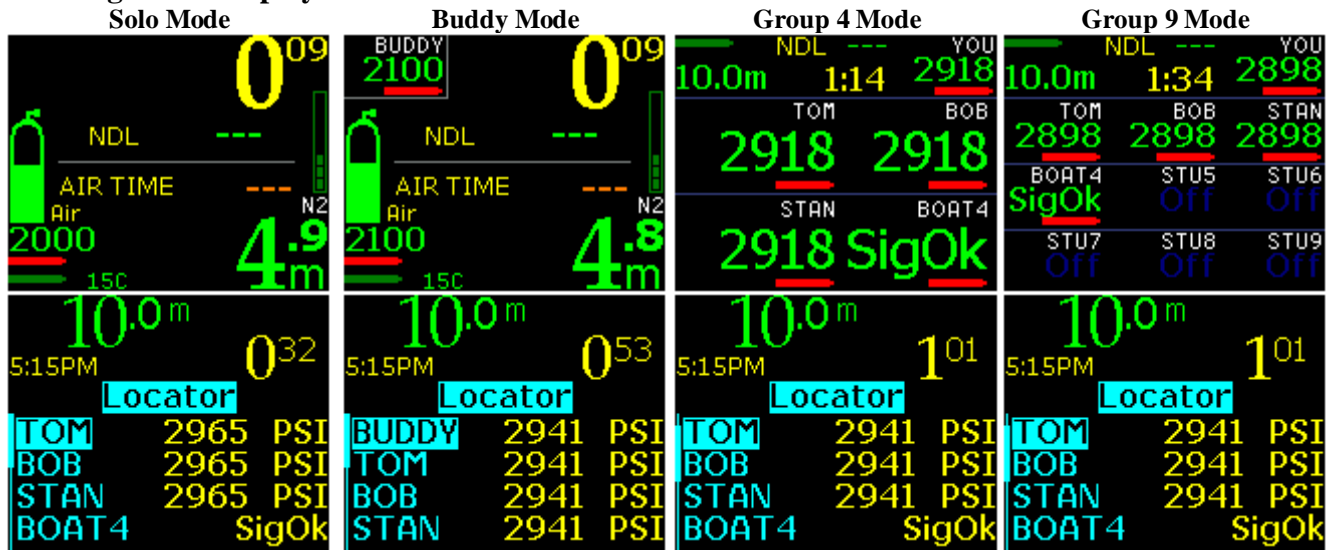 Solo Mode Buddy Mode Group 4 Mode Group 9 Mode
0 09
NDL ---
AIR TIME ---
Air N2
2000 4.9
15C m
BUDDY
2100 0 09
NDL ---
AIR TIME ---
Air N2
2100 4.8
15C m
NDL --- YOU
10.0m 1:14 2918
TOM BOB
2918 2918
STAN BOAT4
2918 SigOk
NDL --- YOU
10.0m 1:34 2898
TOM BOB STAN
2898 2898 2898
BOAT4 STU5 STU6
SigOk Off Off
STU7 STU8 STU9
Off Off Off
10.0 m
5:15PM 0 32
Locator
TOM 2965 PSI
BOB 2965 PSI
STAN 2965 PSI
BOAT4 SigOk
10.0 m
5:15PM 0 53
Locator
BUDDY 2941 PSI
TOM 2941 PSI
BOB 2941 PSI
STAN 2941 PSI
10.0 m
5:15PM 1 01
Locator
TOM 2941 PSI
BOB 2941 PSI
STAN 2941 PSI
BOAT4 SigOk
10.0 m
5:15PM 1 01
Locator
TOM 2941 PSI
BOB 2941 PSI
STAN 2941 PSI
BOAT4 SigOk